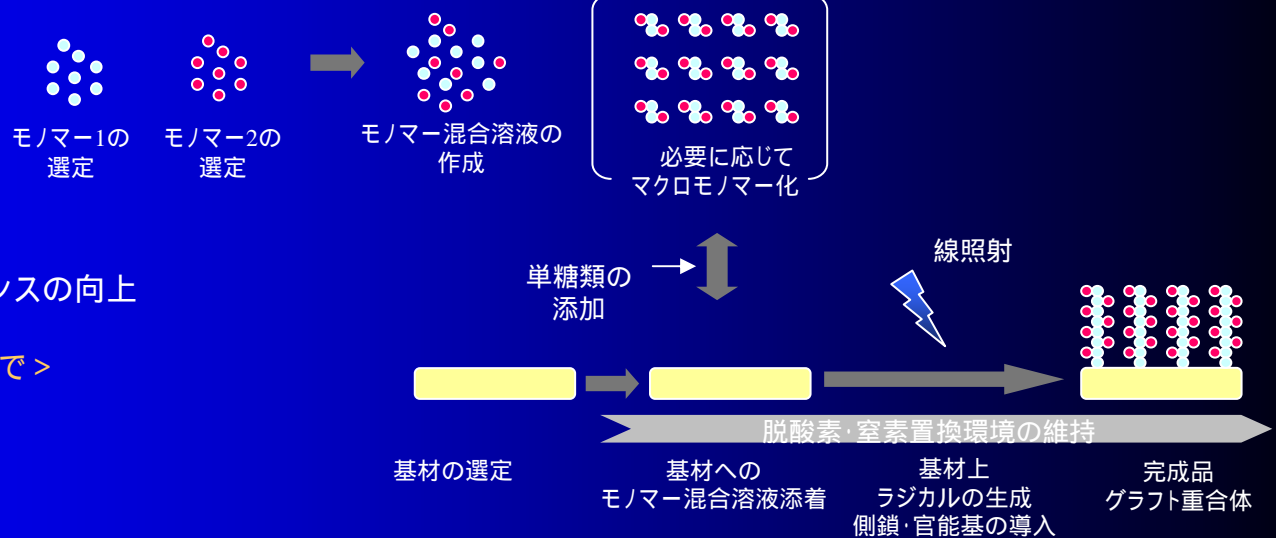 モノマー1の
選定
モノマー2の
選定
モノマー混合溶液の
作成
必要に応じて
マクロモノマー化
単糖類の
添加
線照射
ンスの向上
で >
脱酸素･窒素置換環境の維持
基材の選定
基材への
モノマー混合溶液添着
基材上
ラジカルの生成
側鎖･官能基の導入
完成品
グラフト重合体